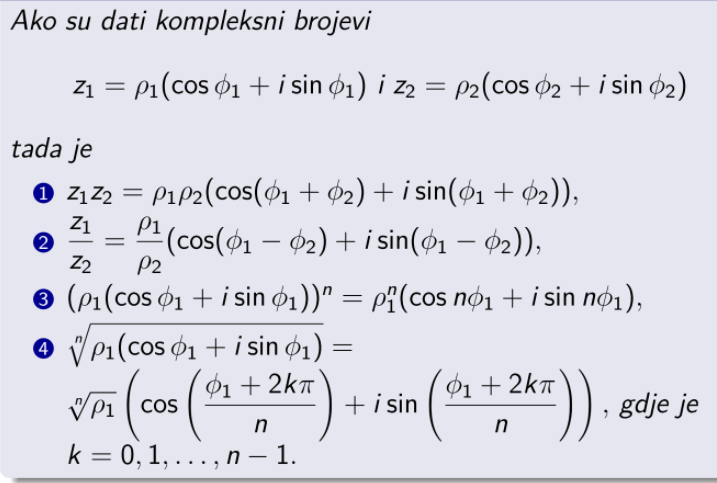 Ako su dati kompleksni brojevi
z₁ = ρ₁(cos ϕ₁ + i sin ϕ₁) i z₂ = ρ₂(cos ϕ₂ + i sin ϕ₂)
tada je
1 z₁z₂ = ρ₁ρ₂(cos(ϕ₁ + ϕ₂) + i sin(ϕ₁ + ϕ₂)),
2 z₁/z₂ = ρ₁/ρ₂(cos(ϕ₁ − ϕ₂) + i sin(ϕ₁ − ϕ₂)),
3 (ρ₁(cos ϕ₁ + i sin ϕ₁))ⁿ = ρ₁ⁿ(cos nϕ₁ + i sin nϕ₁),
4 ⁿ√(ρ₁(cos ϕ₁ + i sin ϕ₁)) =
ⁿ√ρ₁ (cos ((ϕ₁ + 2kπ)/n) + i sin ((ϕ₁ + 2kπ)/n)), gdje je
k = 0, 1, . . . , n − 1.